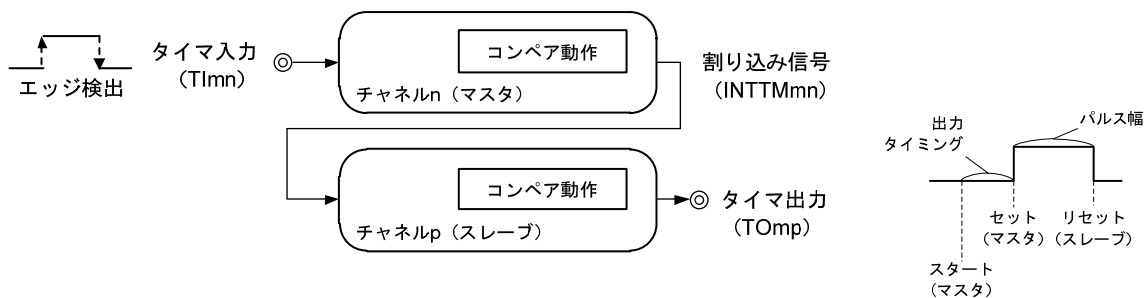 エッジ検出
タイマ入力
(TImn)
コンペア動作
チャネルn（マスタ）
割り込み信号
(INTTMmn)
コンペア動作
チャネルp（スレーブ）
タイマ出力
(TOmp)
出力
タイミング
パルス幅
セット
(マスタ)
リセット
(スレーブ)
スタート
(マスタ)